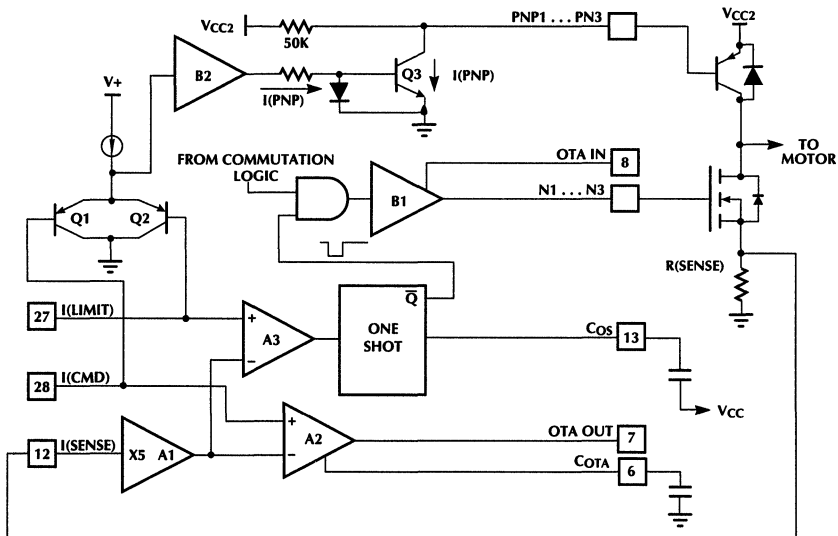 VCC2
50K
PNP1 . . . PN3
VCC2
B2
Q3
I(PNP)
I(PNP)
V+
FROM COMMUTATION
LOGIC
OTA IN
8
TO
MOTOR
B1
N1 . . . N3
Q1
Q2
R(SENSE)
27
I(LIMIT)
+
A3
−
Q̅
ONE
SHOT
COS
13
28
I(CMD)
VCC
+
A2
−
OTA OUT
7
12
I(SENSE)
X5
A1
COTA
6